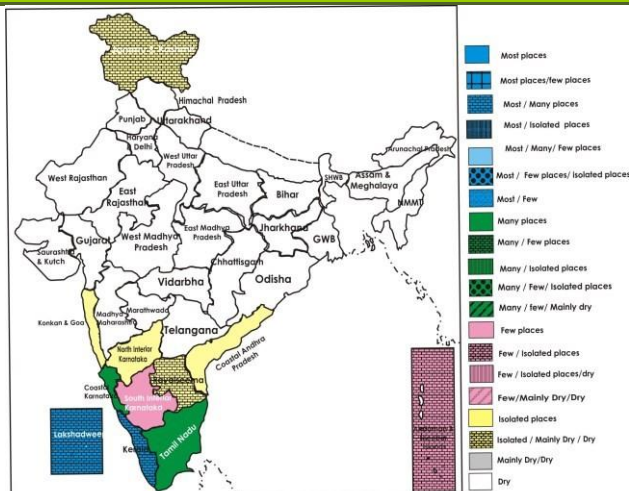 Himachal Pradesh
Punjab
Uttarakhand
Haryana
& Delhi
West Uttar
Pradesh
Arunachal Pradesh
West Rajasthan
East
Rajasthan
East Uttar
Pradesh
Bihar
SHWB
Assam &
Meghalaya
NMMT
Saurashtra
& Kutch
Gujarat
West Madhya
Pradesh
East Madhya
Pradesh
Jharkhand
GWB
Chhattisgarh
Vidarbha
Odisha
Konkan & Goa
Madhya
Maharashtra
Marathwada
Telangana
North Interior
Karnataka
Coastal Andhra
Pradesh
Coastal
Karnataka
South Interior
Karnataka
Lakshadweep
Kerala
Tamil Nadu
Most places
Most places/few places
Most / Many places
Most / Isolated places
Most / Many/ Few places
Most / Few places/ Isolated places
Most / Few
Many places
Many / Few places
Many / Isolated places
Many / Few/ Isolated places
Many / few/ Mainly dry
Few places
Few / Isolated places
Few / Isolated places/dry
Few/Mainly Dry/Dry
Isolated places
Isolated / Mainly Dry / Dry
Mainly Dry/Dry
Dry